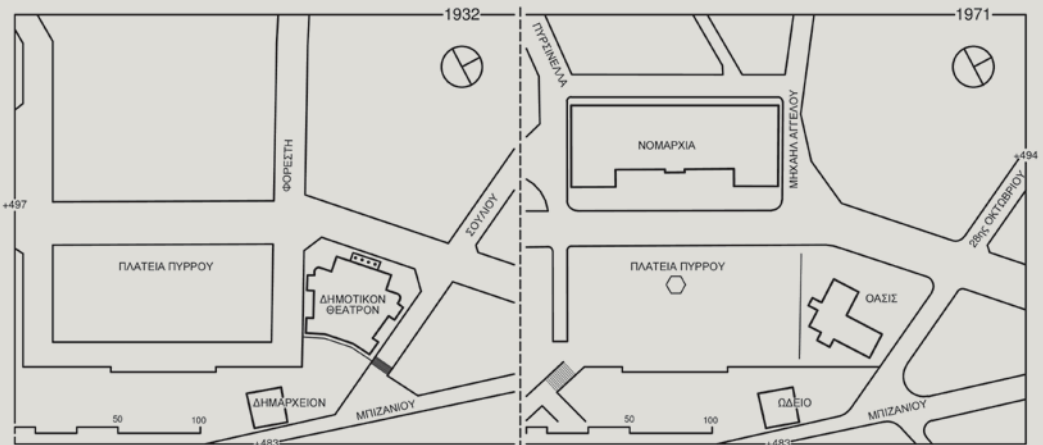 1932
ΦΟΡΕΣΤΗ
+497
ΣΟΥΛΙΟΥ
ΠΛΑΤΕΙΑ ΠΥΡΡΟΥ
ΔΗΜΟΤΙΚΟΝ
ΘΕΑΤΡΟΝ
ΔΗΜΑΡΧΕΙΟΝ
ΜΠΙΖΑΝΙΟΥ
50
100
+483
1971
ΠΥΡΣΙΝΕΛΛΑ
ΝΟΜΑΡΧΙΑ
ΜΗΧΑΗΛ ΑΓΓΕΛΟΥ
+494
28ης ΟΚΤΩΒΡΙΟΥ
ΠΛΑΤΕΙΑ ΠΥΡΡΟΥ
ΟΑΣΙΣ
ΩΔΕΙΟ
ΜΠΙΖΑΝΙΟΥ
50
100
+483